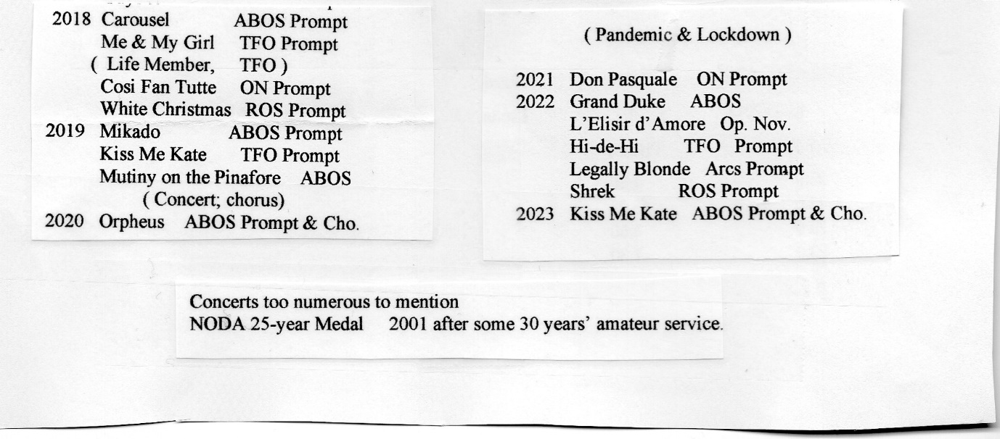 2018 Carousel ABOS Prompt
Me & My Girl TFO Prompt
( Life Member, TFO )
Cosi Fan Tutte ON Prompt
White Christmas ROS Prompt
2019 Mikado ABOS Prompt
Kiss Me Kate TFO Prompt
Mutiny on the Pinafore ABOS
( Concert; chorus)
2020 Orpheus ABOS Prompt & Cho.
( Pandemic & Lockdown )
2021 Don Pasquale ON Prompt
2022 Grand Duke ABOS
L'Elisir d'Amore Op. Nov.
Hi-de-Hi TFO Prompt
Legally Blonde Arcs Prompt
Shrek ROS Prompt
2023 Kiss Me Kate ABOS Prompt & Cho.
Concerts too numerous to mention
NODA 25-year Medal 2001 after some 30 years' amateur service.